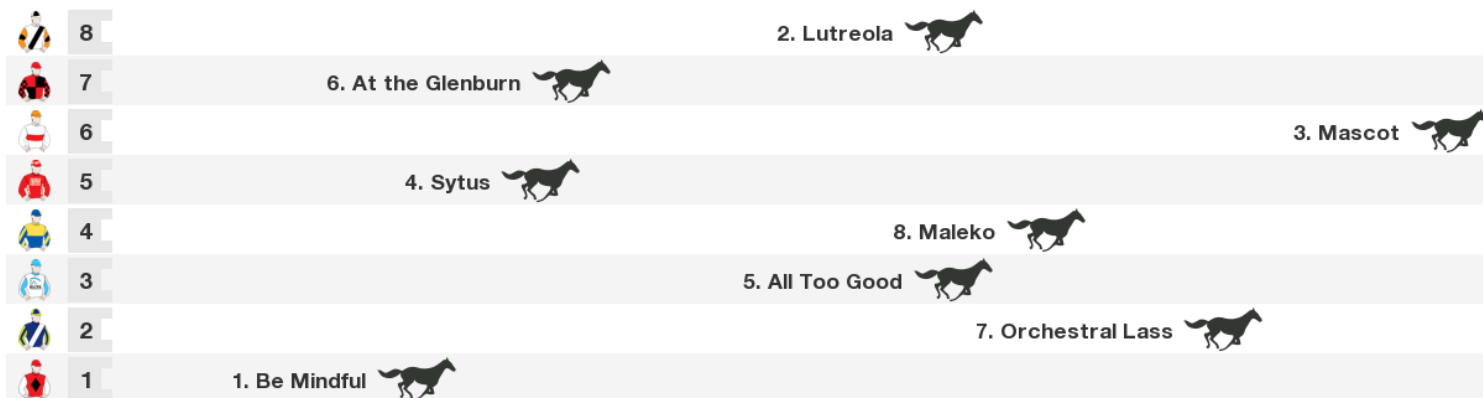 8 2. Lutreola
7 6. At the Glenburn
6 3. Mascot
5 4. Sytus
4 8. Maleko
3 5. All Too Good
2 7. Orchestral Lass
1 1. Be Mindful